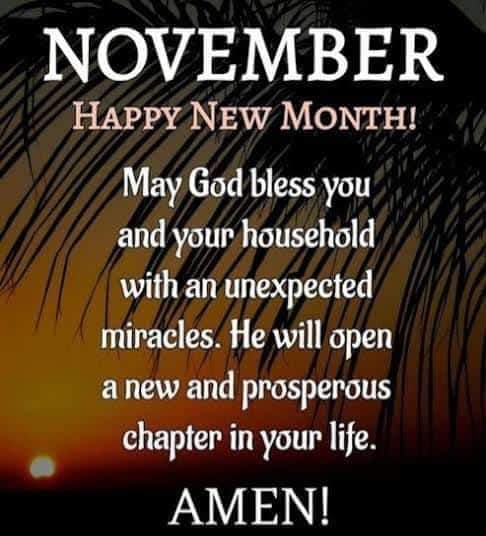 NOVEMBER
HAPPY NEW MONTH!
May God bless you
and your household
with an unexpected
miracles. He will open
a new and prosperous
chapter in your life.
AMEN!